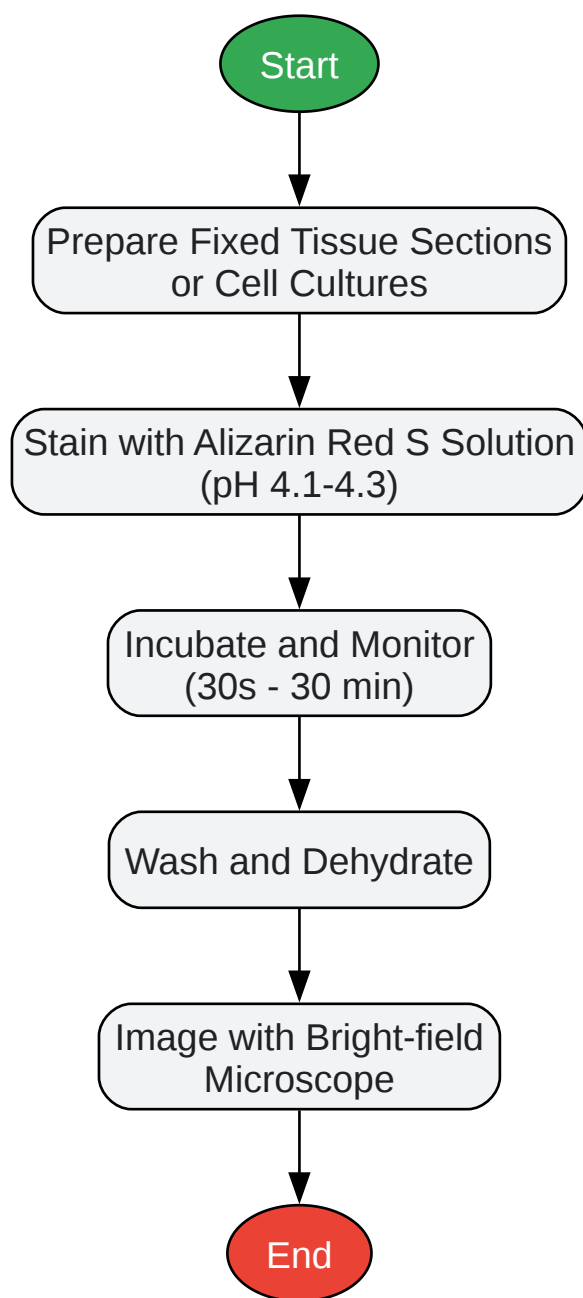 Start
Prepare Fixed Tissue Sections
or Cell Cultures
Stain with Alizarin Red S Solution
(pH 4.1-4.3)
Incubate and Monitor
(30s - 30 min)
Wash and Dehydrate
Image with Bright-field
Microscope
End